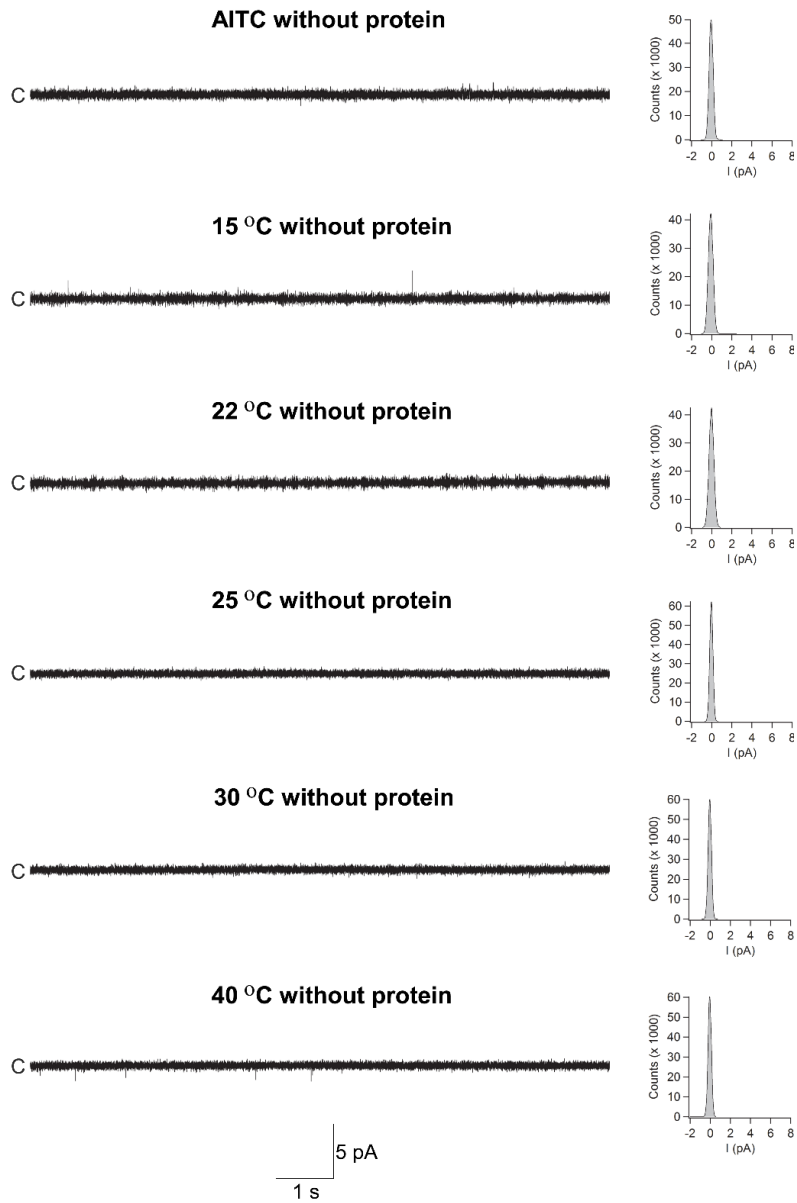 AITC without protein
C
50
40
30
20
10
0
Counts (x 1000)
-2 0 2 4 6 8
I (pA)
15 °C without protein
C
40
30
20
10
0
Counts (x 1000)
-2 0 2 4 6 8
I (pA)
22 °C without protein
C
40
30
20
10
0
Counts (x 1000)
-2 0 2 4 6 8
I (pA)
25 °C without protein
C
60
50
40
30
20
10
0
Counts (x 1000)
-2 0 2 4 6 8
I (pA)
30 °C without protein
C
60
50
40
30
20
10
0
Counts (x 1000)
-2 0 2 4 6 8
I (pA)
40 °C without protein
C
60
50
40
30
20
10
0
Counts (x 1000)
-2 0 2 4 6 8
I (pA)
5 pA
1 s